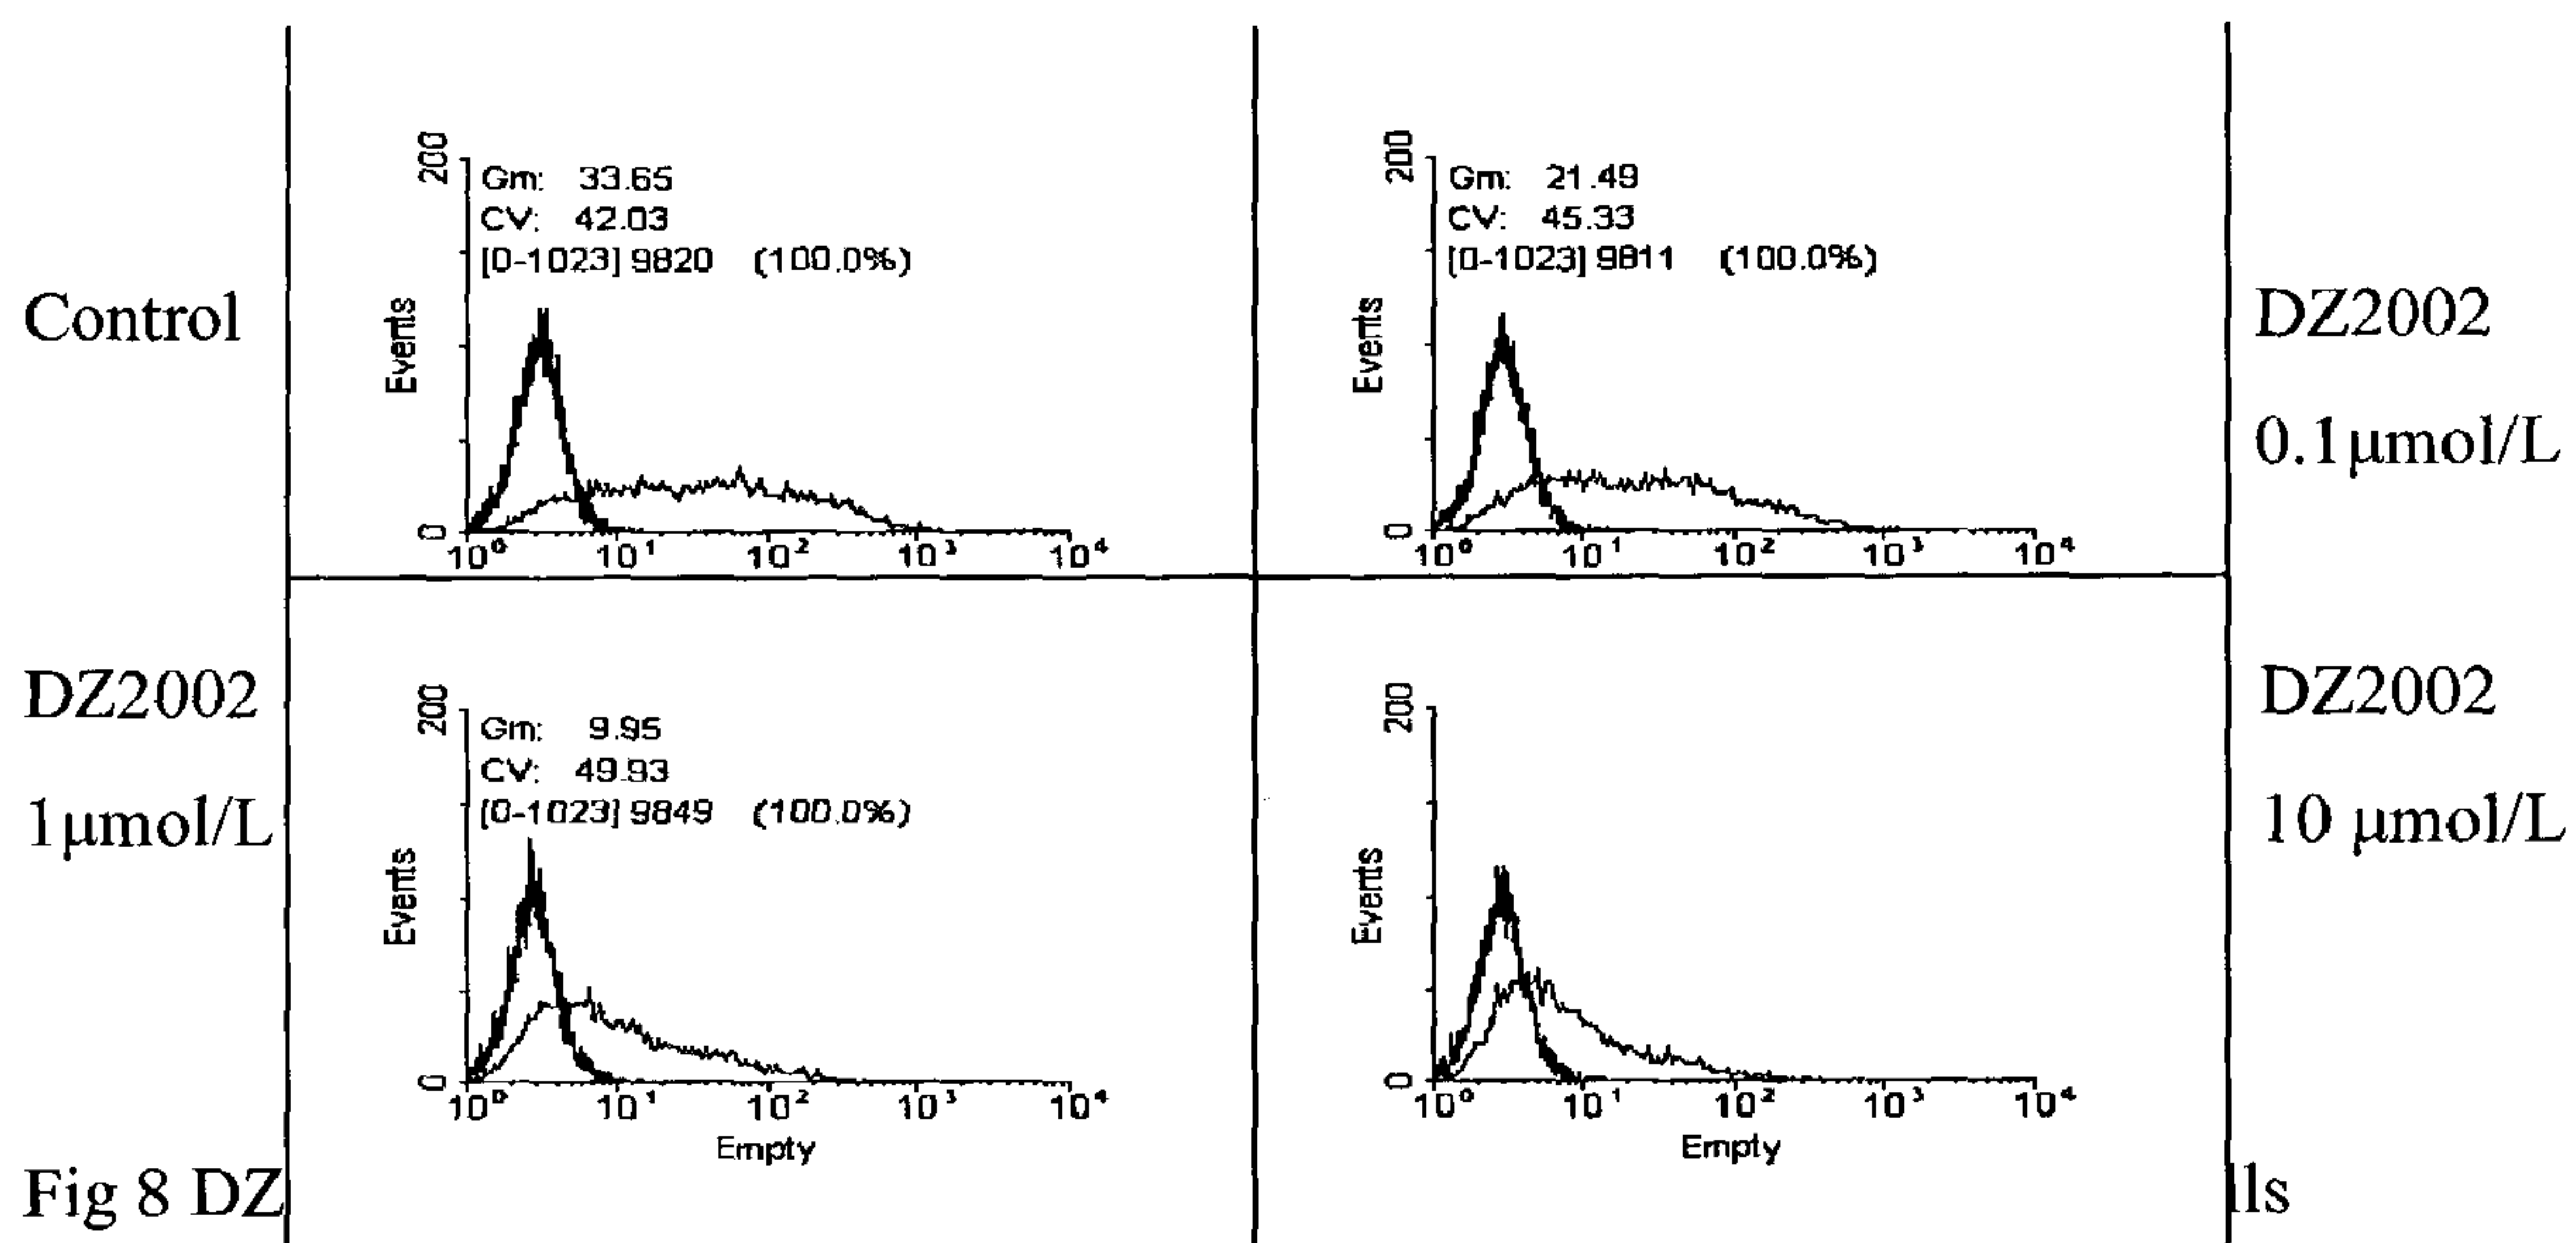 Control
200
Gm: 33.65
CV: 42.03
[0-1023] 9820 (100.0%)
Events
0
10⁰ 10¹ 10² 10³ 10⁴
200
Gm: 21.49
CV: 45.33
[0-1023] 9811 (100.0%)
Events
0
10⁰ 10¹ 10² 10³ 10⁴
DZ2002
0.1μmol/L
DZ2002
1μmol/L
200
Gm: 9.95
CV: 49.93
[0-1023] 9849 (100.0%)
Events
0
10⁰ 10¹ 10² 10³ 10⁴
Empty
200
Events
0
10⁰ 10¹ 10² 10³ 10⁴
Empty
DZ2002
10 μmol/L
Fig 8 DZ
lls